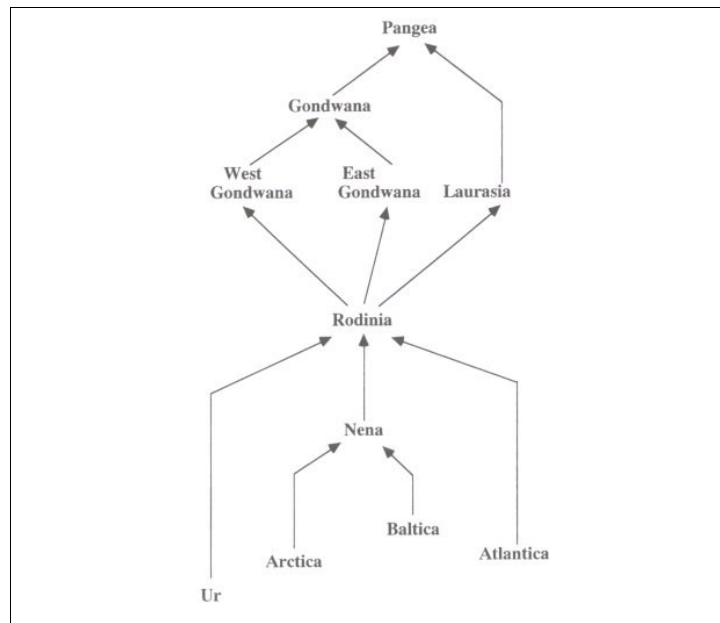 Pangea
Gondwana
West
Gondwana
East
Gondwana
Laurasia
Rodinia
Nena
Baltica
Arctica
Atlantica
Ur